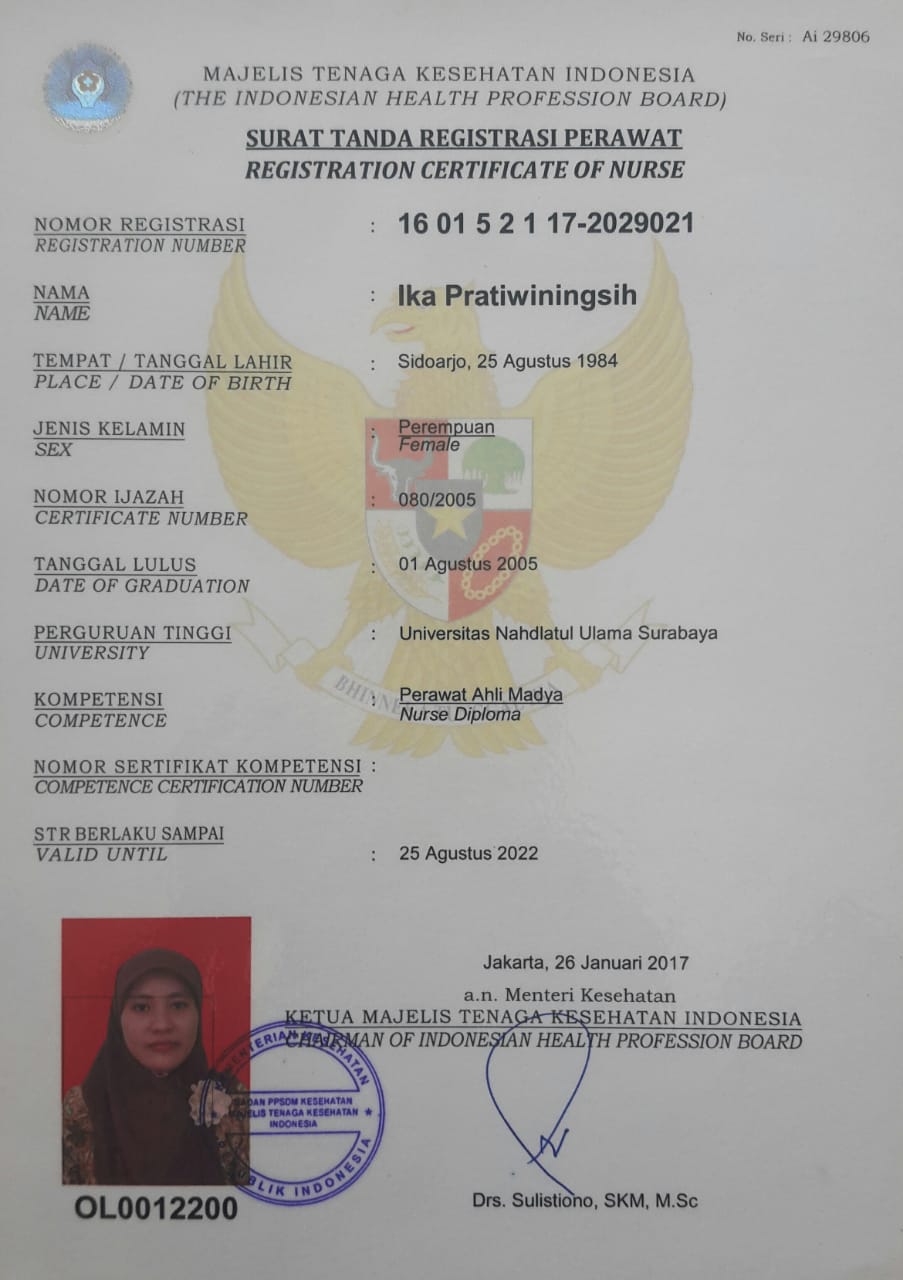 No. Seri : Ai 29806
MAJELIS TENAGA KESEHATAN INDONESIA
(THE INDONESIAN HEALTH PROFESSION BOARD)
SURAT TANDA REGISTRASI PERAWAT
REGISTRATION CERTIFICATE OF NURSE
NOMOR REGISTRASI : 16 01 5 2 1 17-2029021
REGISTRATION NUMBER
NAMA : Ika Pratiwiningsih
NAME
TEMPAT / TANGGAL LAHIR : Sidoarjo, 25 Agustus 1984
PLACE / DATE OF BIRTH
JENIS KELAMIN : Perempuan
SEX Female
NOMOR IJAZAH : 080/2005
CERTIFICATE NUMBER
TANGGAL LULUS : 01 Agustus 2005
DATE OF GRADUATION
PERGURUAN TINGGI : Universitas Nahdlatul Ulama Surabaya
UNIVERSITY
KOMPETENSI : Perawat Ahli Madya
COMPETENCE Nurse Diploma
NOMOR SERTIFIKAT KOMPETENSI :
COMPETENCE CERTIFICATION NUMBER
STR BERLAKU SAMPAI
VALID UNTIL : 25 Agustus 2022
Jakarta, 26 Januari 2017
a.n. Menteri Kesehatan
KETUA MAJELIS TENAGA KESEHATAN INDONESIA
CHAIRMAN OF INDONESIAN HEALTH PROFESSION BOARD
KESEHATAN
PPSDM KESEHATAN
TENAGA KESEHATAN
INDONESIA
INDONESIA
OL0012200
Drs. Sulistiono, SKM, M.Sc